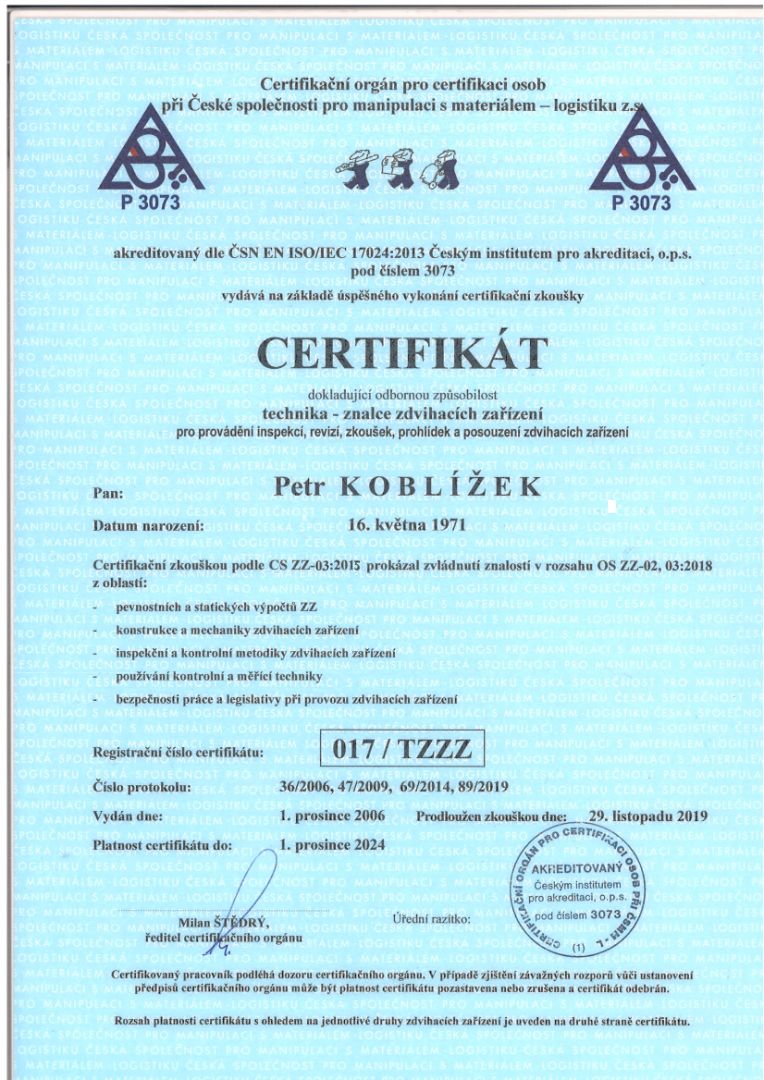 Certifikační orgán pro certifikaci osob
při České společnosti pro manipulaci s materiálem – logistiku z.s.
P 3073
P 3073
akreditovaný dle ČSN EN ISO/IEC 17024:2013 Českým institutem pro akreditaci, o.p.s.
pod číslem 3073
vydává na základě úspěšného vykonání certifikační zkoušky
CERTIFIKÁT
dokladující odbornou způsobilost
technika - znalce zdvihacích zařízení
pro provádění inspekcí, revizí, zkoušek, prohlídek a posouzení zdvihacích zařízení
Pan: Petr KOBLÍŽEK
Datum narození: 16. května 1971
Certifikační zkouškou podle CS ZZ-03:2015 prokázal zvládnutí znalostí v rozsahu OS ZZ-02, 03:2018
z oblastí:
- pevnostních a statických výpočtů ZZ
- konstrukce a mechaniky zdvihacích zařízení
- inspekční a kontrolní metodiky zdvihacích zařízení
- používání kontrolní a měřící techniky
- bezpečnosti práce a legislativy při provozu zdvihacích zařízení
Registrační číslo certifikátu: 017 / TZZZ
Číslo protokolu: 36/2006, 47/2009, 69/2014, 89/2019
Vydán dne: 1. prosince 2006 Prodloužen zkouškou dne: 29. listopadu 2019
Platnost certifikátu do: 1. prosince 2024
CERTIFIKAČNÍ ORGÁN PRO CERTIFIKACI OSOB PŘI ČSMM - L
AKREDITOVANÝ
Českým institutem
pro akreditaci, o.p.s.
pod číslem 3073
(1)
Úřední razítko:
Milan ŠTĚDRÝ,
ředitel certifikačního orgánu
Certifikovaný pracovník podléhá dozoru certifikačního orgánu. V případě zjištění závažných rozporů vůči ustanovení
předpisů certifikačního orgánu může být platnost certifikátu pozastavena nebo zrušena a certifikát odebrán.
Rozsah platnosti certifikátu s ohledem na jednotlivé druhy zdvihacích zařízení je uveden na druhé straně certifikátu.